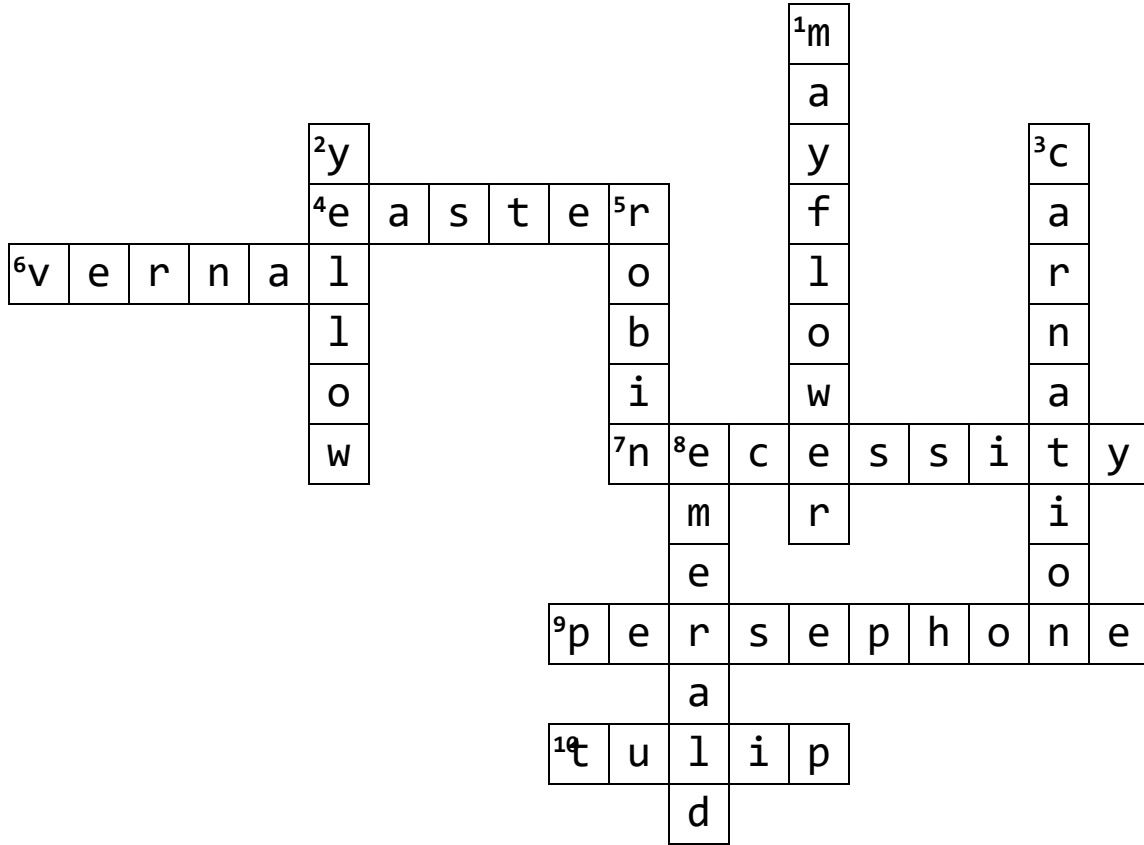 1m
a
2y y 3c
4e a s t e 5r f a
6v e r n a l o l r
l b o n
o i w a
w 7n 8e c e s s i t y
m r i
e o
9p e r s e p h o n e
a
10t u l i p
d